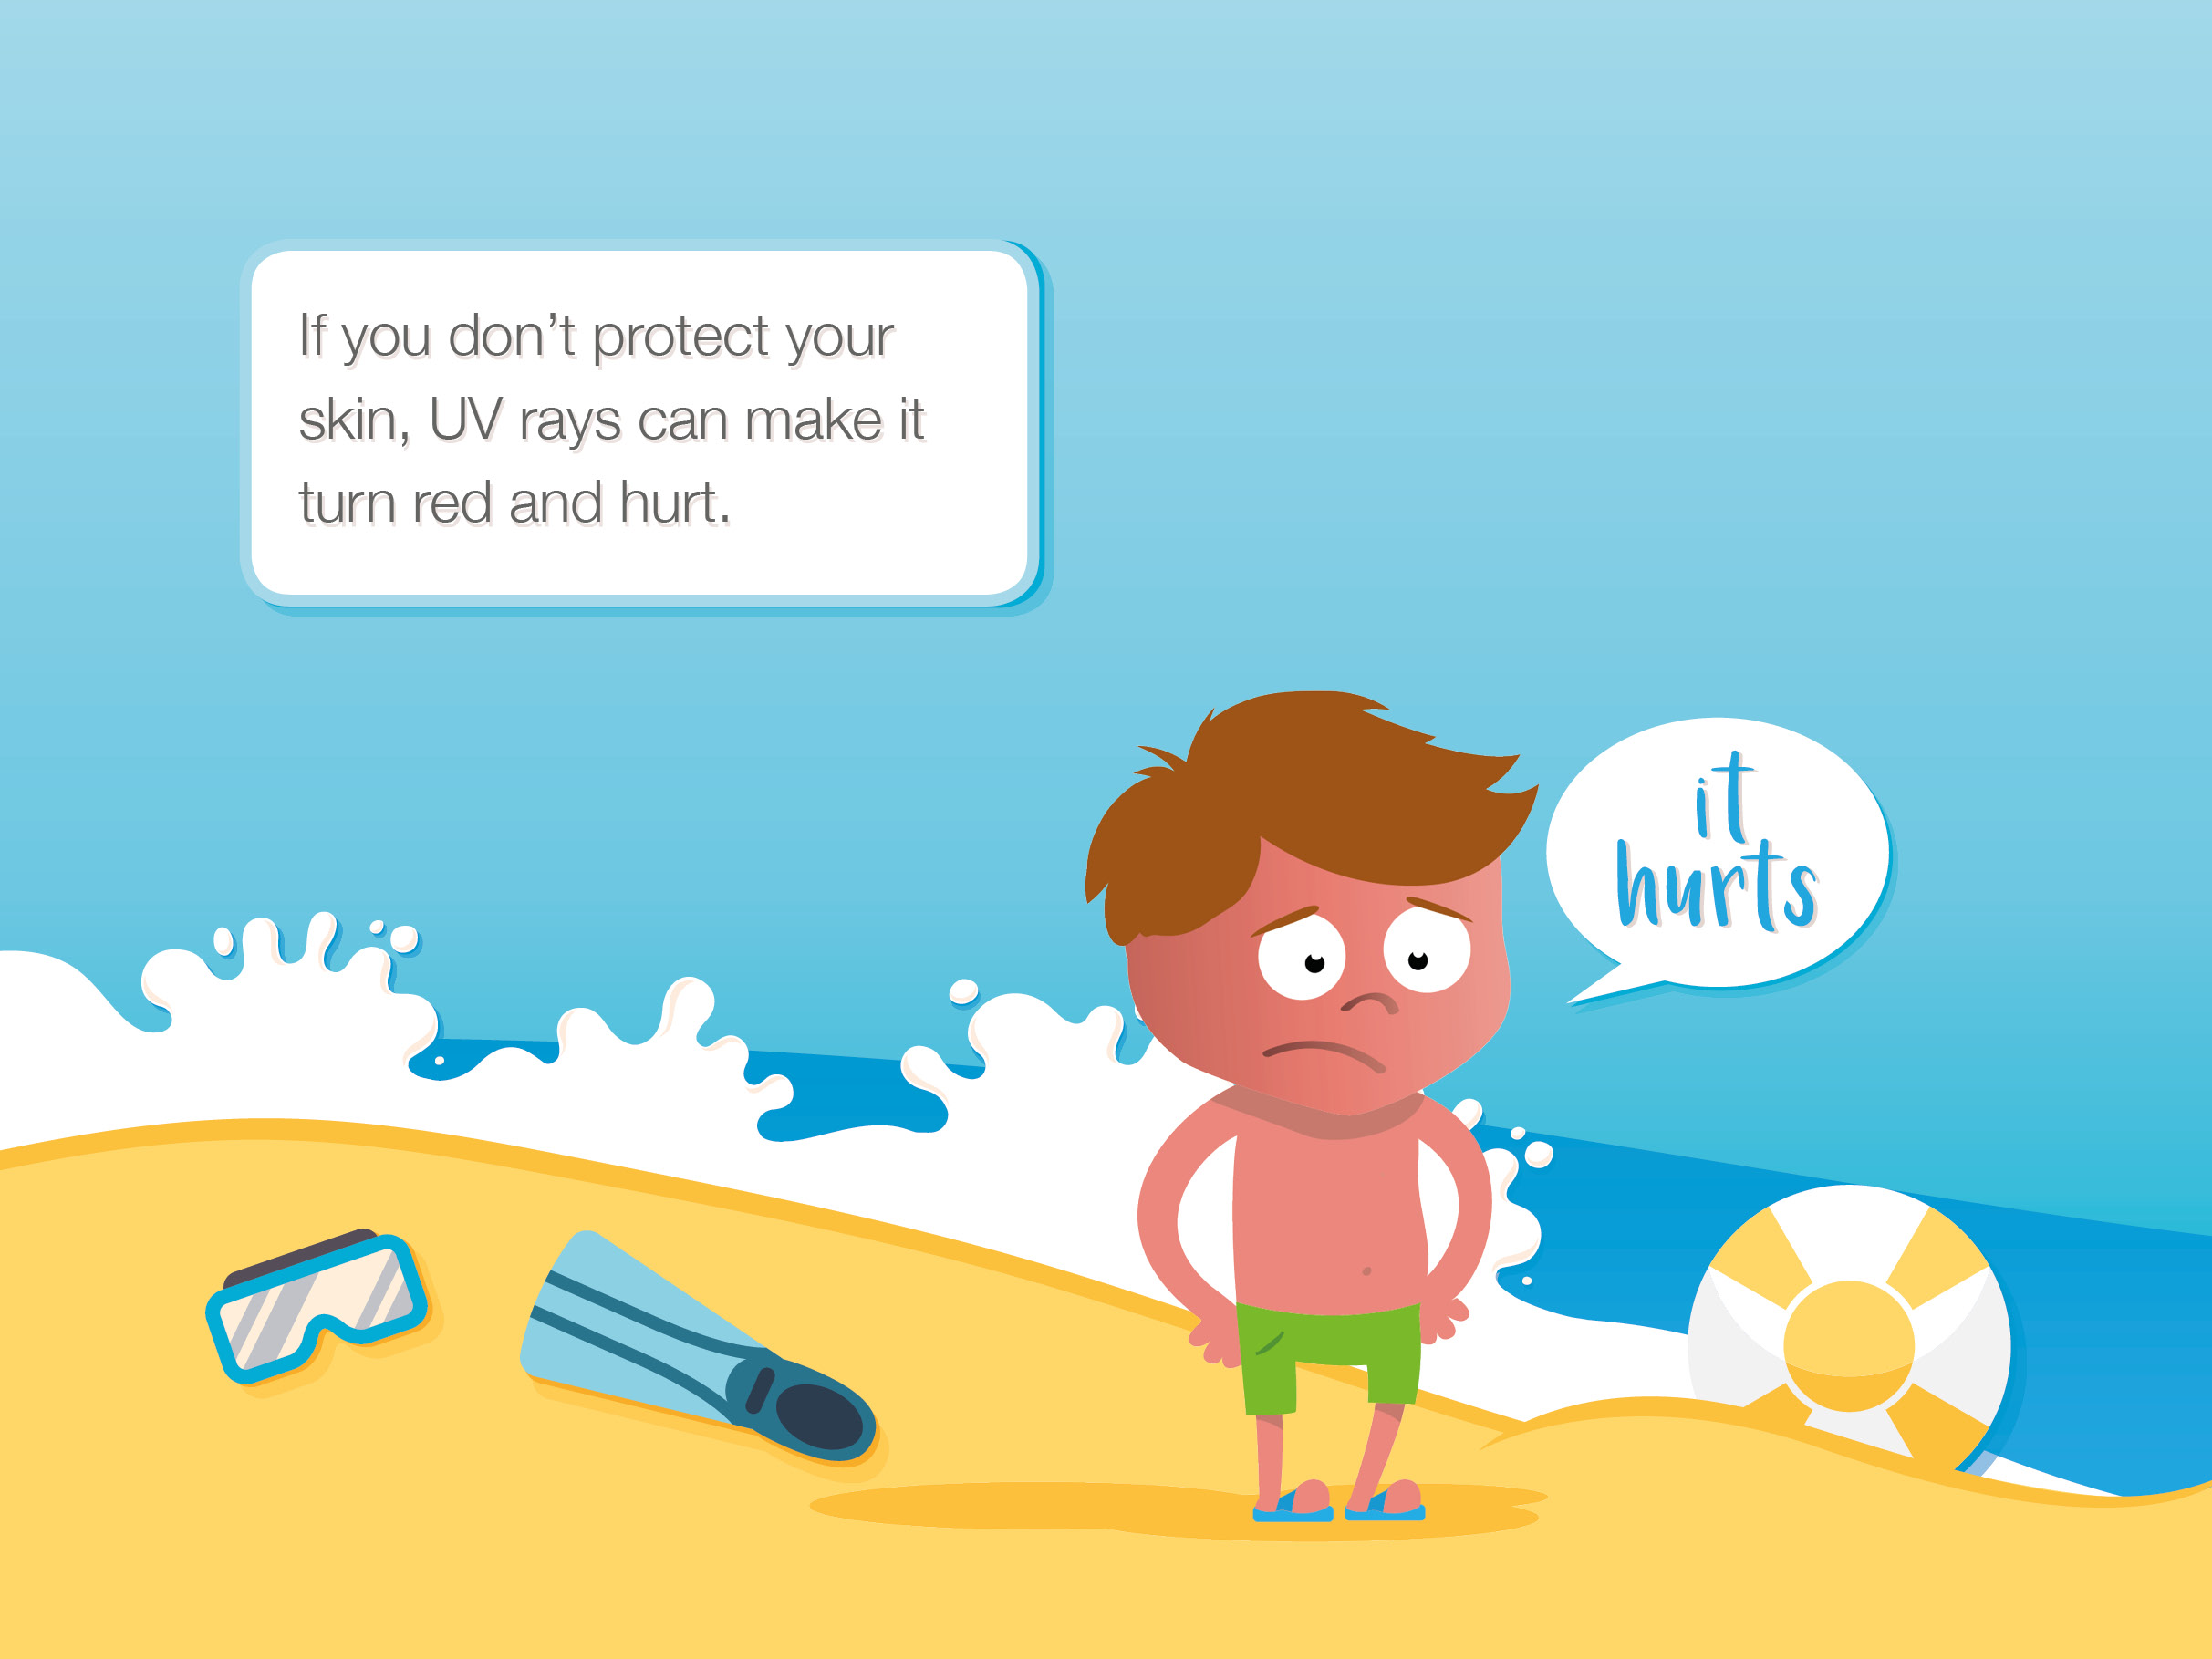 If you don’t protect your
skin, UV rays can make it
turn red and hurt.
it
hurts